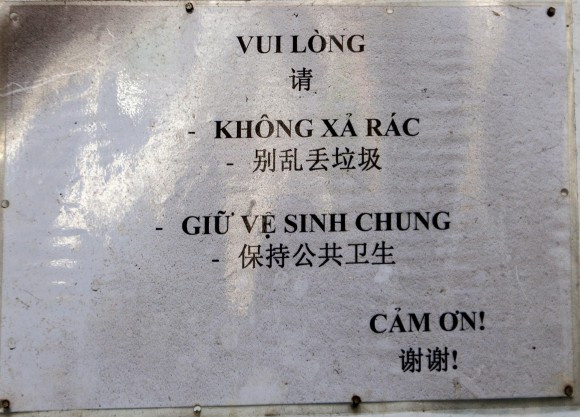 VUI LÒNG
请
- KHÔNG XẢ RÁC
- 别乱丢垃圾
- GIỮ VỆ SINH CHUNG
- 保持公共卫生
CẢM ƠN!
谢谢!